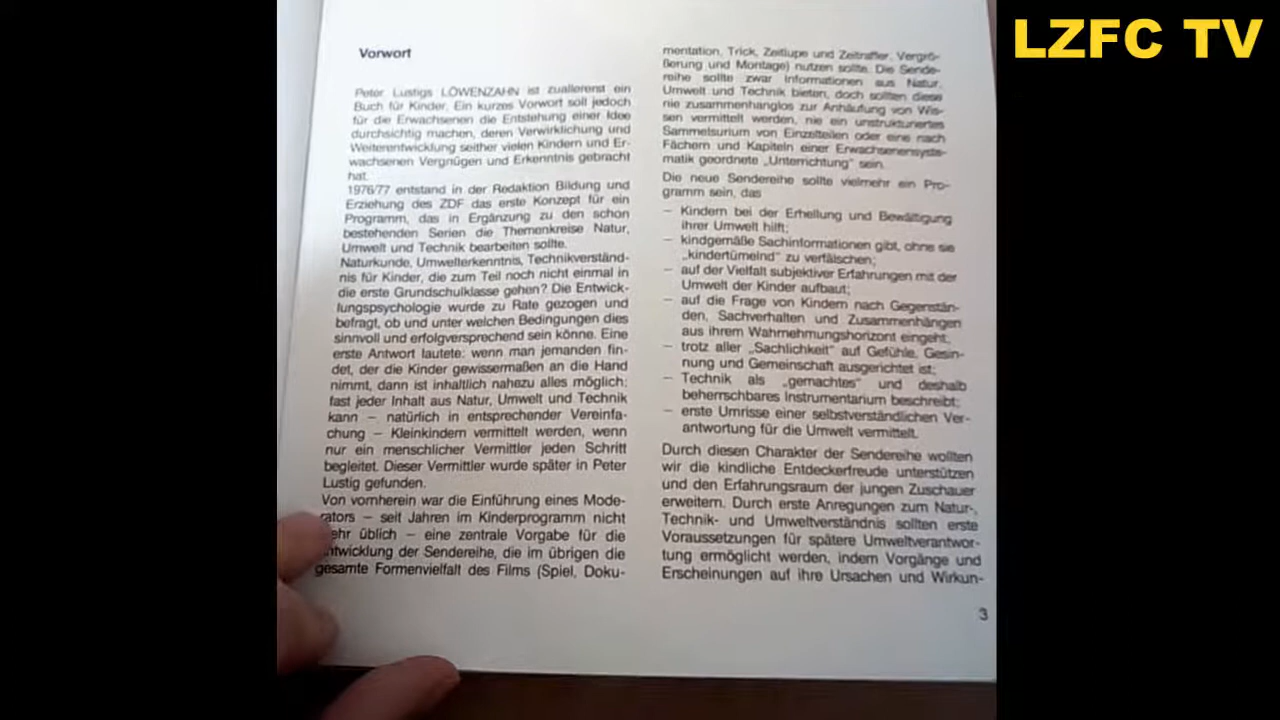 LZFC TV
Vorwort
Peter Lustigs LÖWENZAHN ist zuallererst ein
Buch für Kinder. Ein kurzes Vorwort soll jedoch
für die Erwachsenen die Entstehung einer Idee
durchsichtig machen, deren Verwirklichung und
Weiterentwicklung seither vielen Kindern und Er-
wachsenen Vergnügen und Erkenntnis gebracht
hat.
1976/77 entstand in der Redaktion Bildung und
Erziehung des ZDF das erste Konzept für ein
Programm, das in Ergänzung zu den schon
bestehenden Serien die Themenkreise Natur,
Umwelt und Technik bearbeiten sollte.
Naturkunde, Umwelterkenntnis, Technikverständ-
nis für Kinder, die zum Teil noch nicht einmal in
die erste Grundschulklasse gehen? Die Entwick-
lungspsychologie wurde zu Rate gezogen und
befragt, ob und unter welchen Bedingungen dies
sinnvoll und erfolgversprechend sein könne. Eine
erste Antwort lautete: wenn man jemanden fin-
det, der die Kinder gewissermaßen an die Hand
nimmt, dann ist inhaltlich nahezu alles möglich;
fast jeder Inhalt aus Natur, Umwelt und Technik
kann – natürlich in entsprechender Vereinfa-
chung – Kleinkindern vermittelt werden, wenn
nur ein menschlicher Vermittler jeden Schritt
begleitet. Dieser Vermittler wurde später in Peter
Lustig gefunden.
Von vornherein war die Einführung eines Mode-
rators – seit Jahren im Kinderprogramm nicht
mehr üblich – eine zentrale Vorgabe für die
Entwicklung der Sendereihe, die im übrigen die
gesamte Formenvielfalt des Films (Spiel, Doku-
mentation, Trick, Zeitlupe und Zeitraffer, Vergrö-
ßerung und Montage) nutzen sollte. Die Sende-
reihe sollte zwar Informationen aus Natur,
Umwelt und Technik bieten, doch sollten diese
nie zusammenhanglos zur Anhäufung von Wis-
sen vermittelt werden, nie ein unstrukturiertes
Sammelsurium von Einzelteilen oder eine nach
Fächern und Kapiteln einer Erwachsenensyste-
matik geordnete „Unterrichtung" sein.
Die neue Sendereihe sollte vielmehr ein Pro-
gramm sein, das
– Kindern bei der Erhellung und Bewältigung
ihrer Umwelt hilft;
– kindgemäße Sachinformationen gibt, ohne sie
„kindertümelnd" zu verfälschen;
– auf der Vielfalt subjektiver Erfahrungen mit der
Umwelt der Kinder aufbaut;
– auf die Frage von Kindern nach Gegenstän-
den, Sachverhalten und Zusammenhängen
aus ihrem Wahrnehmungshorizont eingeht;
– trotz aller „Sachlichkeit" auf Gefühle, Gesin-
nung und Gemeinschaft ausgerichtet ist;
– Technik als „gemachtes" und deshalb
beherrschbares Instrumentarium beschreibt;
– erste Umrisse einer selbstverständlichen Ver-
antwortung für die Umwelt vermittelt.
Durch diesen Charakter der Sendereihe wollten
wir die kindliche Entdeckerfreude unterstützen
und den Erfahrungsraum der jungen Zuschauer
erweitern. Durch erste Anregungen zum Natur-,
Technik- und Umweltverständnis sollten erste
Voraussetzungen für spätere Umweltverantwor-
tung ermöglicht werden, indem Vorgänge und
Erscheinungen auf ihre Ursachen und Wirkun-
3